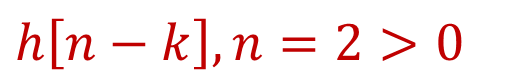 h[n − k], n = 2 > 0